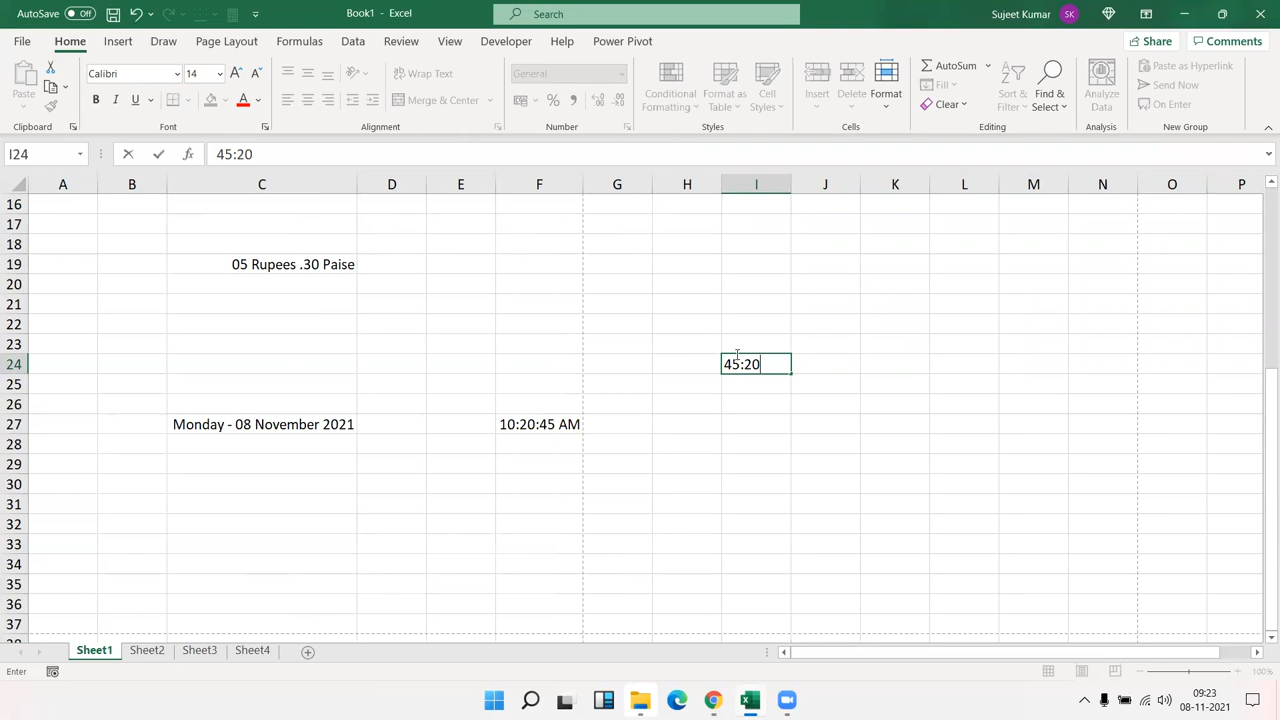 AutoSave Off Book1 - Excel Search Sujeet Kumar SK
File Home Insert Draw Page Layout Formulas Data Review View Developer Help Power Pivot Share Comments
Paste Calibri 14 Wrap Text General Conditional Formatting Format as Table Cell Styles Insert Delete Format AutoSum Fill Clear Sort & Filter Find & Select Analyze Data Paste as Hyperlink Send Now On Enter
B I U A Merge & Center %
Clipboard Font Alignment Number Styles Cells Editing Analysis New Group
I24 fx 45:20
A B C D E F G H I J K L M N O P
16
17
18
19 05 Rupees .30 Paise
20
21
22
23
24 45:20
25
26
27 Monday - 08 November 2021 10:20:45 AM
28
29
30
31
32
33
34
35
36
37
Sheet1 Sheet2 Sheet3 Sheet4
Enter 100%
09:23
08-11-2021